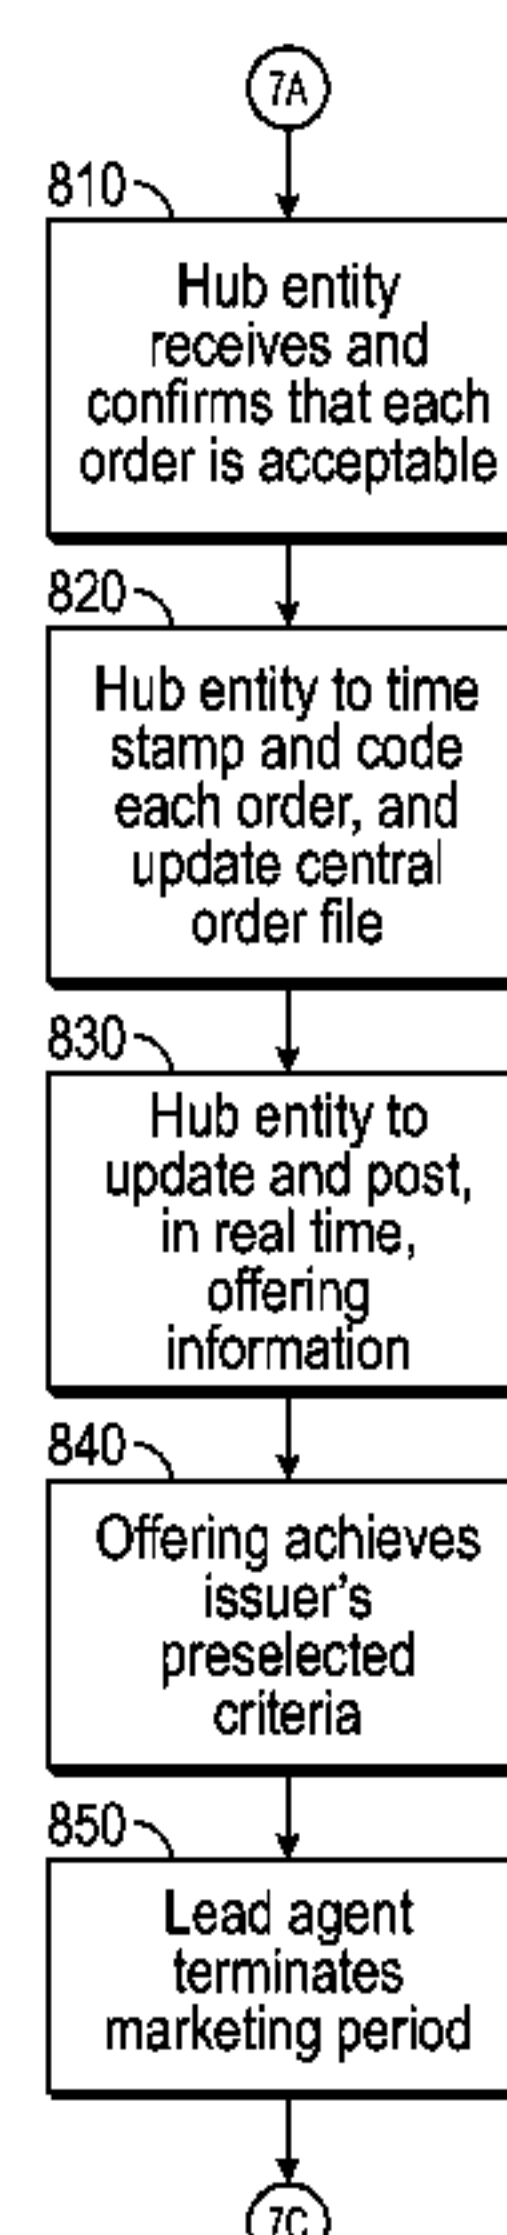 7A
810
Hub entity
receives and
confirms that each
order is acceptable
820
Hub entity to time
stamp and code
each order, and
update central
order file
830
Hub entity to
update and post,
in real time,
offering
information
840
Offering achieves
issuer's
preselected
criteria
850
Lead agent
terminates
marketing period
7C